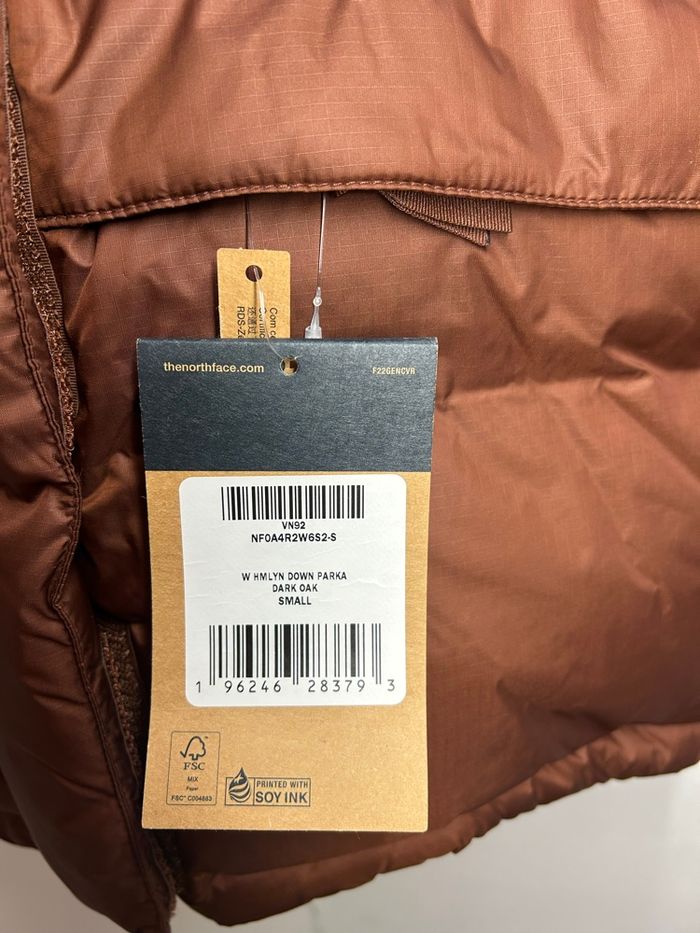 thenorthface.com
F22GENCVR
VN92
NF0A4R2W6S2-S
W HMLYN DOWN PARKA
DARK OAK
SMALL
1 96246 28379 3
FSC
MIX
Paper
FSC® C004883
PRINTED WITH
SOY INK